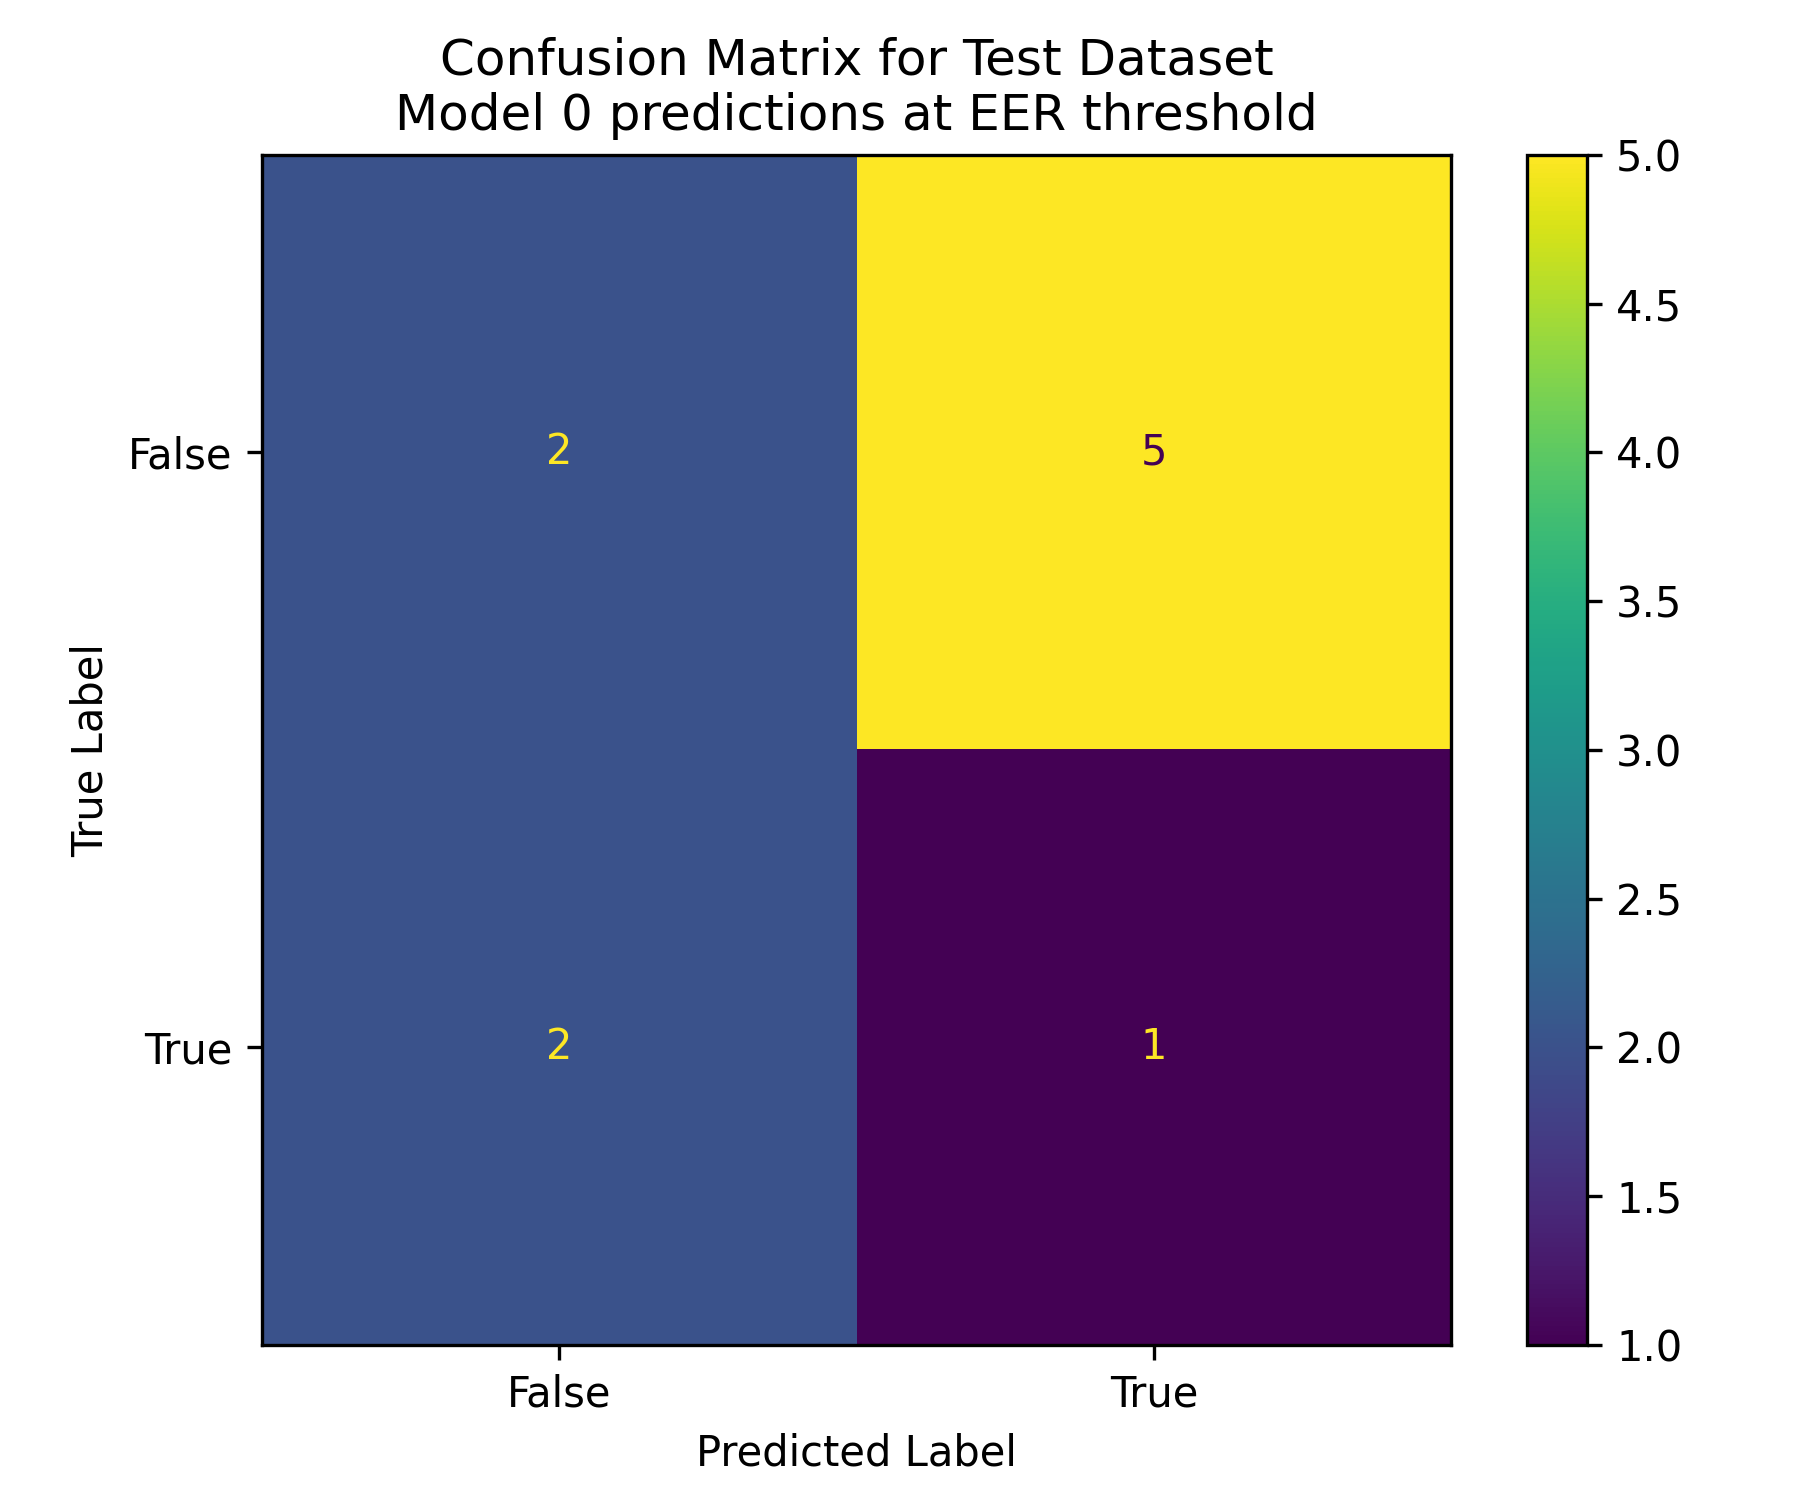 Confusion Matrix for Test Dataset
Model 0 predictions at EER threshold
True Label
False
True
2
5
2
1
False
True
Predicted Label
5.0
4.5
4.0
3.5
3.0
2.5
2.0
1.5
1.0